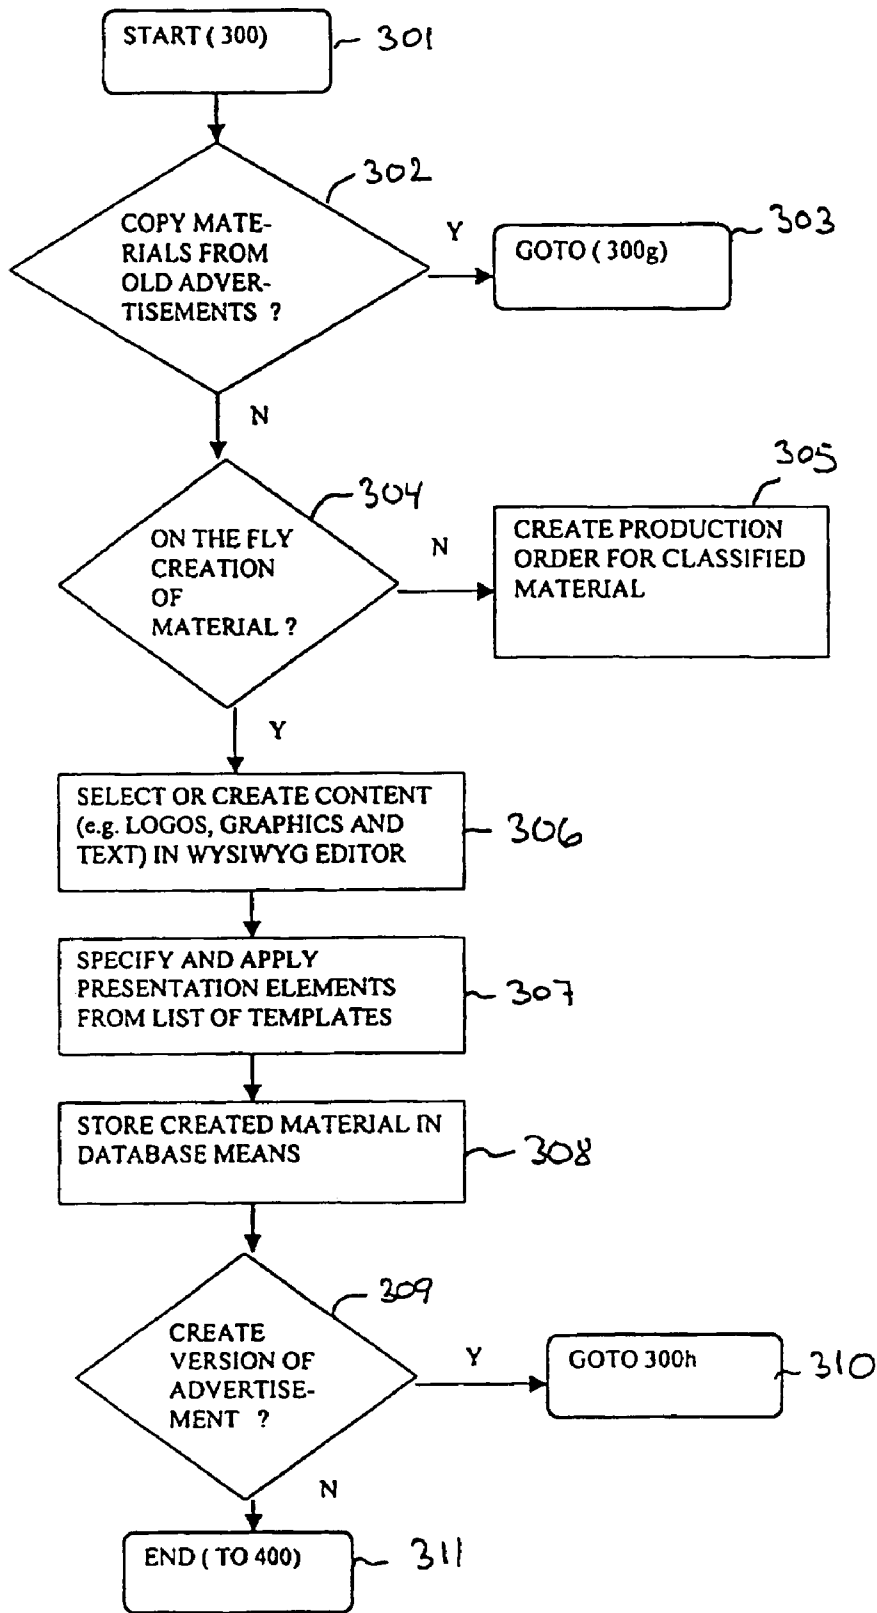 START ( 300)
301
302
COPY MATE-
RIALS FROM
OLD ADVER-
TISEMENTS ?
Y
GOTO ( 300g)
303
N
304
ON THE FLY
CREATION
OF
MATERIAL ?
N
305
CREATE PRODUCTION
ORDER FOR CLASSIFIED
MATERIAL
Y
SELECT OR CREATE CONTENT
(e.g. LOGOS, GRAPHICS AND
TEXT) IN WYSIWYG EDITOR
306
SPECIFY AND APPLY
PRESENTATION ELEMENTS
FROM LIST OF TEMPLATES
307
STORE CREATED MATERIAL IN
DATABASE MEANS
308
309
CREATE
VERSION OF
ADVERTISE-
MENT ?
Y
GOTO 300h
310
N
END ( TO 400)
311